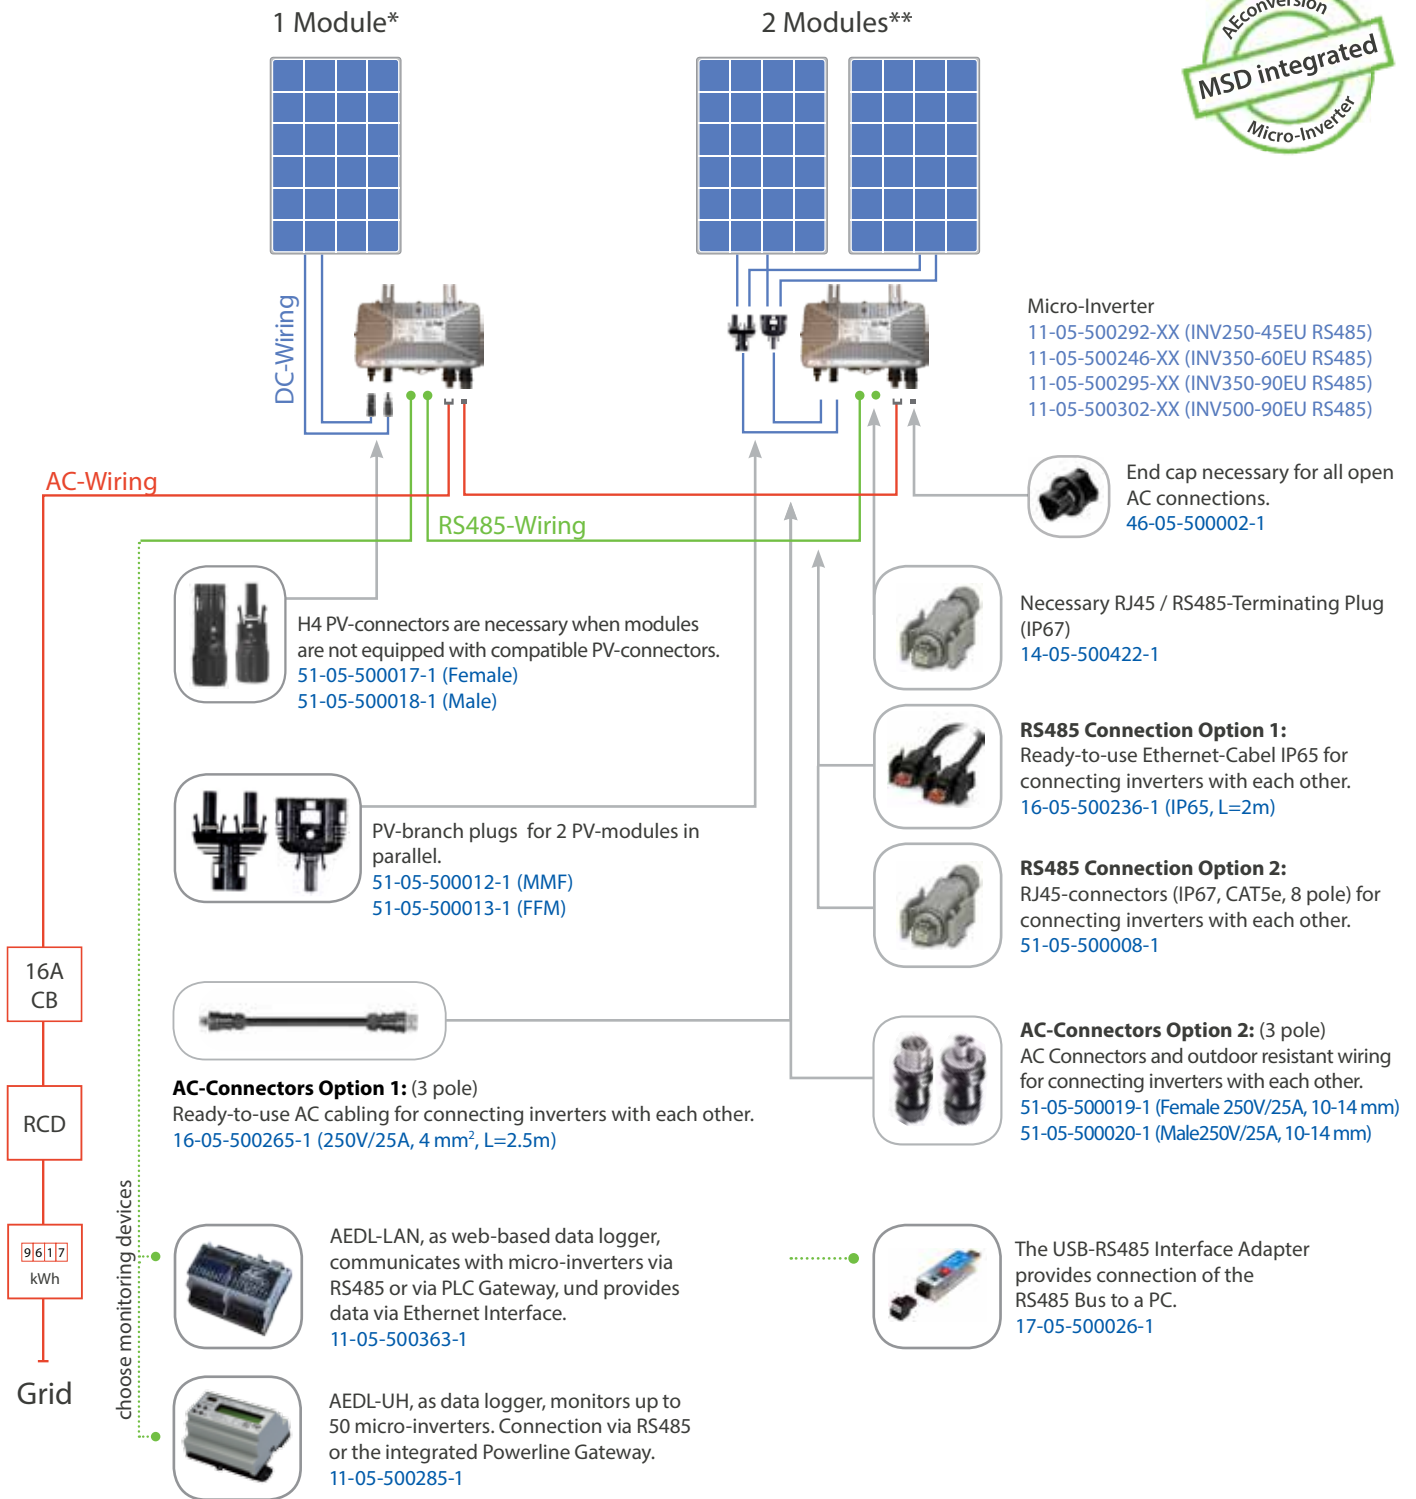 1 Module*
2 Modules**
AEconversion
MSD integrated
Micro-Inverter
DC-Wiring
Micro-Inverter
11-05-500292-XX (INV250-45EU RS485)
11-05-500246-XX (INV350-60EU RS485)
11-05-500295-XX (INV350-90EU RS485)
11-05-500302-XX (INV500-90EU RS485)
AC-Wiring
RS485-Wiring
End cap necessary for all open
AC connections.
46-05-500002-1
H4 PV-connectors are necessary when modules
are not equipped with compatible PV-connectors.
51-05-500017-1 (Female)
51-05-500018-1 (Male)
Necessary RJ45 / RS485-Terminating Plug
(IP67)
14-05-500422-1
RS485 Connection Option 1:
Ready-to-use Ethernet-Cabel IP65 for
connecting inverters with each other.
16-05-500236-1 (IP65, L=2m)
PV-branch plugs for 2 PV-modules in
parallel.
51-05-500012-1 (MMF)
51-05-500013-1 (FFM)
RS485 Connection Option 2:
RJ45-connectors (IP67, CAT5e, 8 pole) for
connecting inverters with each other.
51-05-500008-1
16A
CB
RCD
9617
kWh
Grid
AC-Connectors Option 1: (3 pole)
Ready-to-use AC cabling for connecting inverters with each other.
16-05-500265-1 (250V/25A, 4 mm², L=2.5m)
AC-Connectors Option 2: (3 pole)
AC Connectors and outdoor resistant wiring
for connecting inverters with each other.
51-05-500019-1 (Female 250V/25A, 10-14 mm)
51-05-500020-1 (Male250V/25A, 10-14 mm)
choose monitoring devices
AEDL-LAN, as web-based data logger,
communicates with micro-inverters via
RS485 or via PLC Gateway, und provides
data via Ethernet Interface.
11-05-500363-1
The USB-RS485 Interface Adapter
provides connection of the
RS485 Bus to a PC.
17-05-500026-1
AEDL-UH, as data logger, monitors up to
50 micro-inverters. Connection via RS485
or the integrated Powerline Gateway.
11-05-500285-1